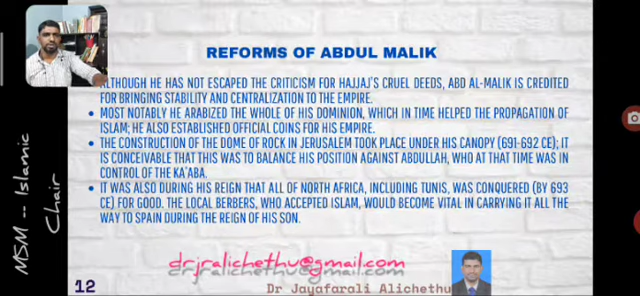 REFORMS OF ABDUL MALIK
ALTHOUGH HE HAS NOT ESCAPED THE CRITICISM FOR HAJJAJ'S CRUEL DEEDS, ABD AL-MALIK IS CREDITED
FOR BRINGING STABILITY AND CENTRALIZATION TO THE EMPIRE.
• MOST NOTABLY HE ARABIZED THE WHOLE OF HIS DOMINION, WHICH IN TIME HELPED THE PROPAGATION OF
ISLAM; HE ALSO ESTABLISHED OFFICIAL COINS FOR HIS EMPIRE.
• THE CONSTRUCTION OF THE DOME OF ROCK IN JERUSALEM TOOK PLACE UNDER HIS CANOPY (691-692 CE); IT
IS CONCEIVABLE THAT THIS WAS TO BALANCE HIS POSITION AGAINST ABDULLAH, WHO AT THAT TIME WAS IN
CONTROL OF THE KA'ABA.
• IT WAS ALSO DURING HIS REIGN THAT ALL OF NORTH AFRICA, INCLUDING TUNIS, WAS CONQUERED (BY 693
CE) FOR GOOD. THE LOCAL BERBERS, WHO ACCEPTED ISLAM, WOULD BECOME VITAL IN CARRYING IT ALL THE
WAY TO SPAIN DURING THE REIGN OF HIS SON.
MSM -- Islamic
Chair
drjralichethu@gmail.com
12
Dr Jayafarali Alichethu